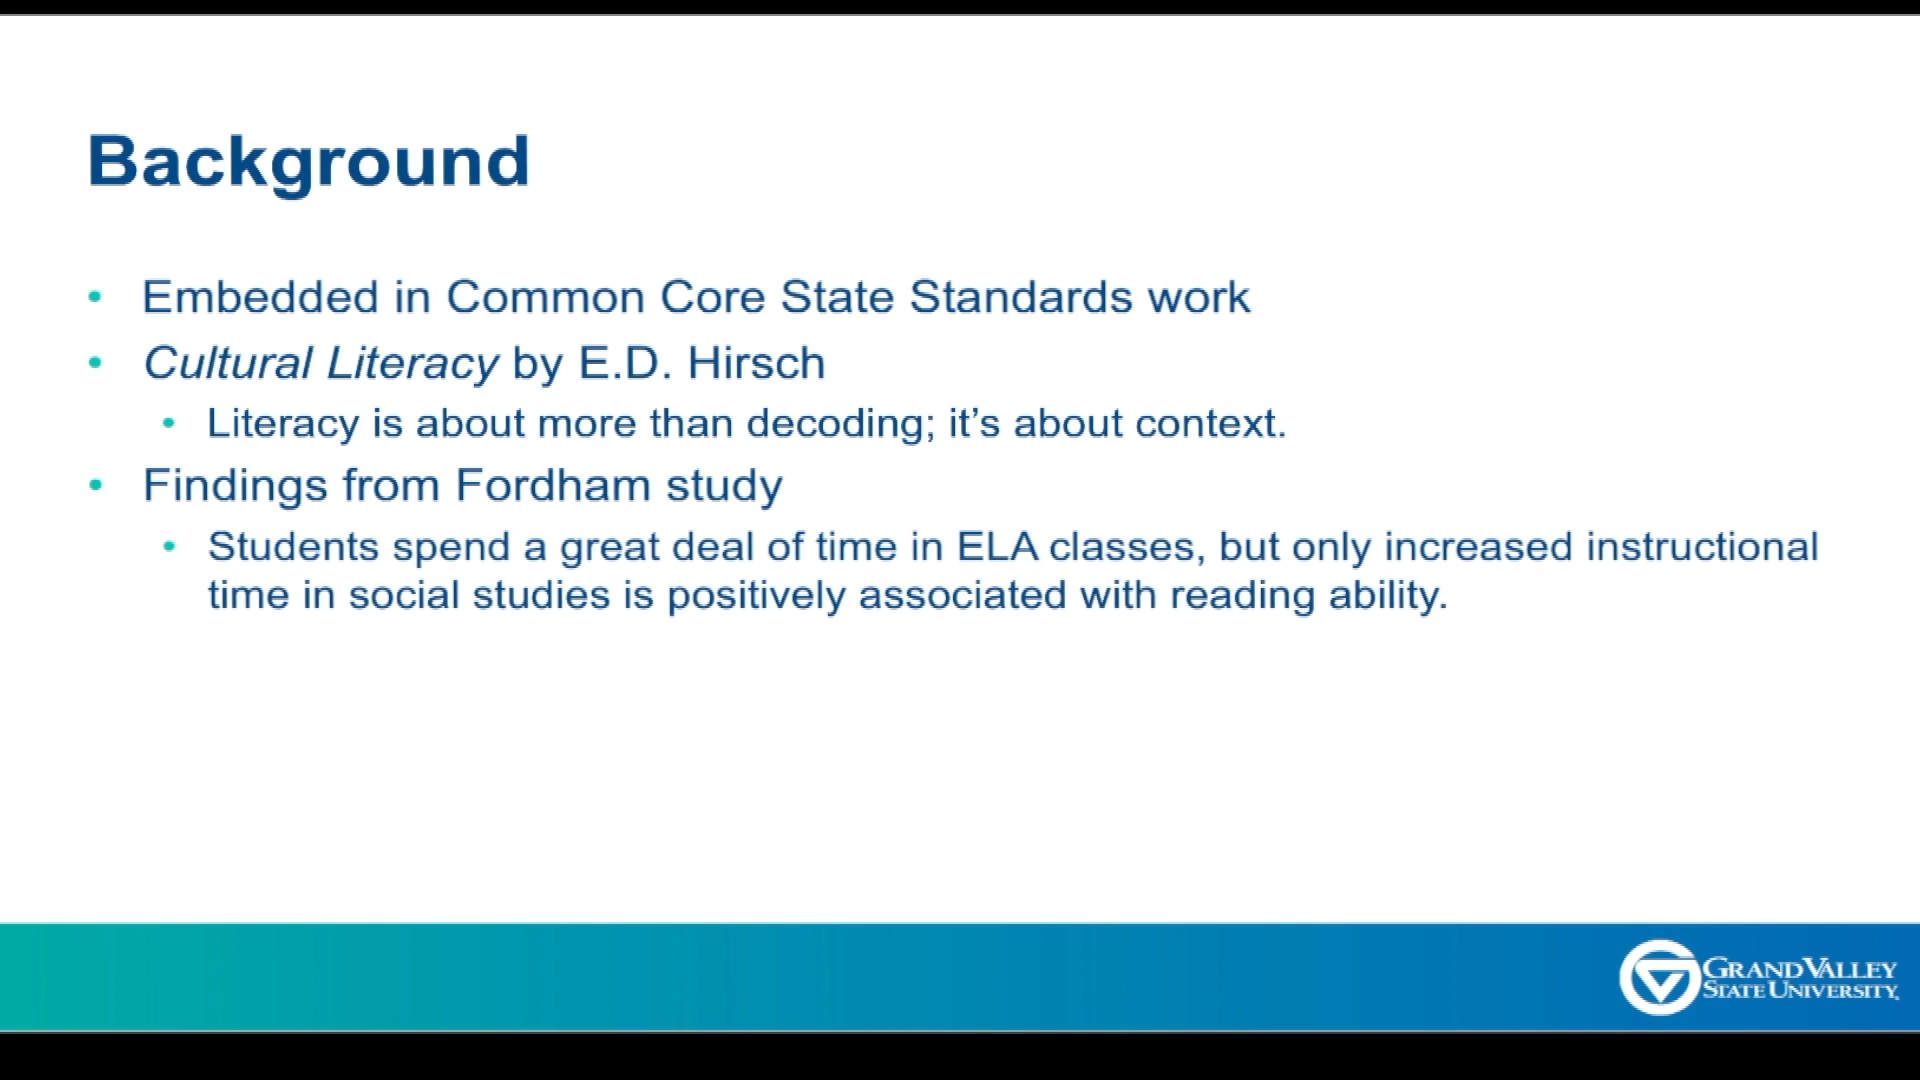 Background
• Embedded in Common Core State Standards work
• Cultural Literacy by E.D. Hirsch
• Literacy is about more than decoding; it’s about context.
• Findings from Fordham study
• Students spend a great deal of time in ELA classes, but only increased instructional
time in social studies is positively associated with reading ability.
GRAND VALLEY
STATE UNIVERSITY